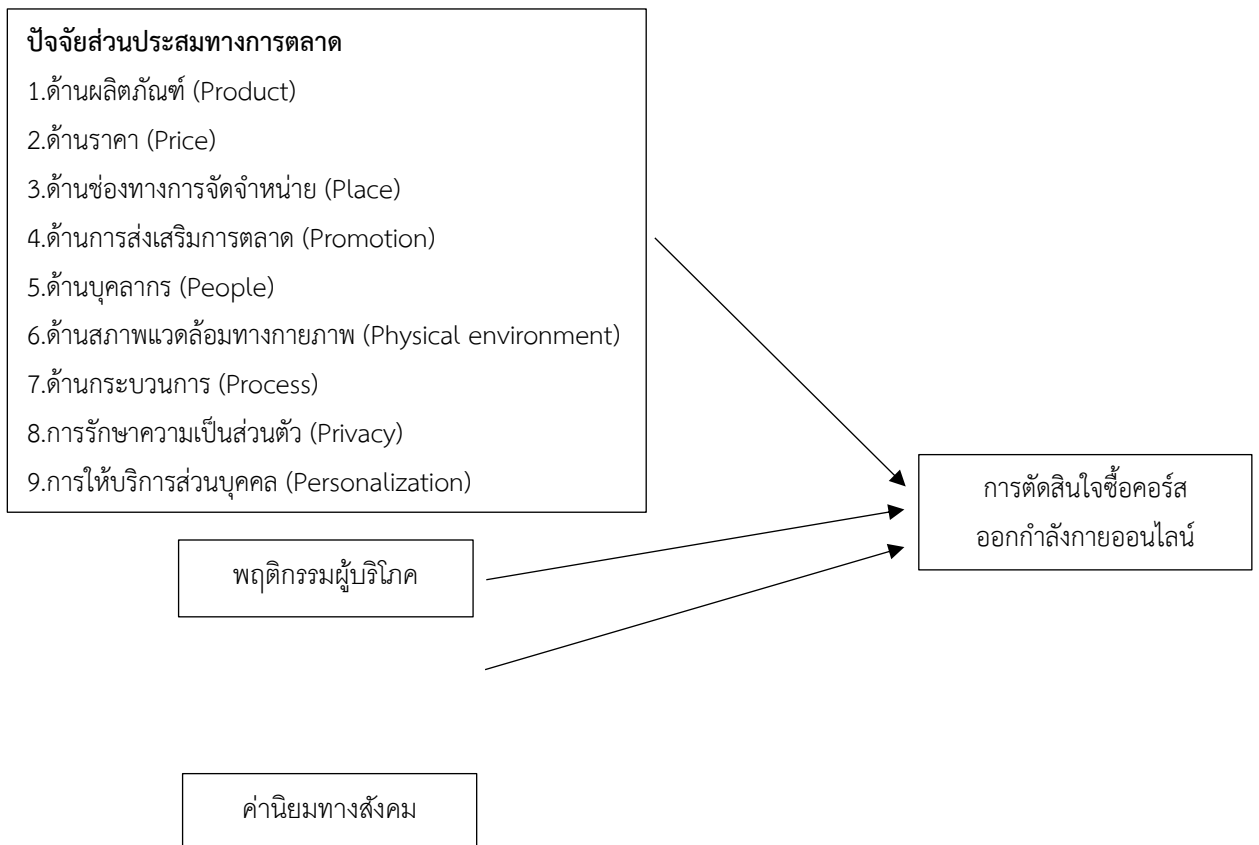 ปัจจัยส่วนประสมทางการตลาด
1.ด้านผลิตภัณฑ์ (Product)
2.ด้านราคา (Price)
3.ด้านช่องทางการจัดจำหน่าย (Place)
4.ด้านการส่งเสริมการตลาด (Promotion)
5.ด้านบุคลากร (People)
6.ด้านสภาพแวดล้อมทางกายภาพ (Physical environment)
7.ด้านกระบวนการ (Process)
8.การรักษาความเป็นส่วนตัว (Privacy)
9.การให้บริการส่วนบุคคล (Personalization)
การตัดสินใจซื้อคอร์ส
ออกกำลังกายออนไลน์
พฤติกรรมผู้บริโภค
ค่านิยมทางสังคม